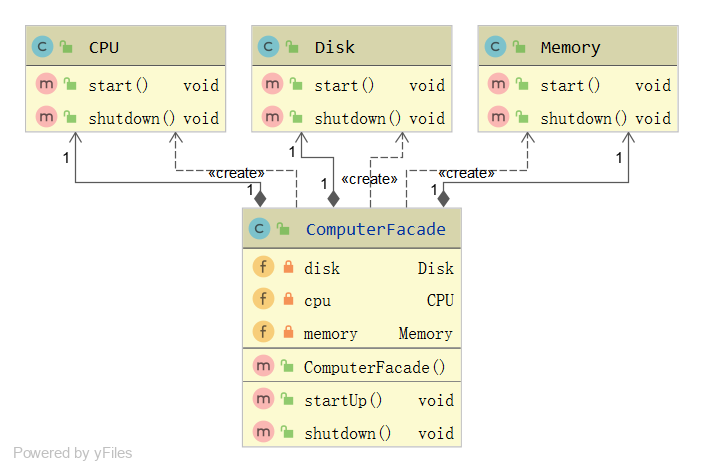 C CPU
m start() void
m shutdown() void
C Disk
m start() void
m shutdown() void
C Memory
m start() void
m shutdown() void
1
1
1
«create»
«create»
«create»
1
1
1
C ComputerFacade
f disk Disk
f cpu CPU
f memory Memory
m ComputerFacade()
m startUp() void
m shutdown() void
Powered by yFiles